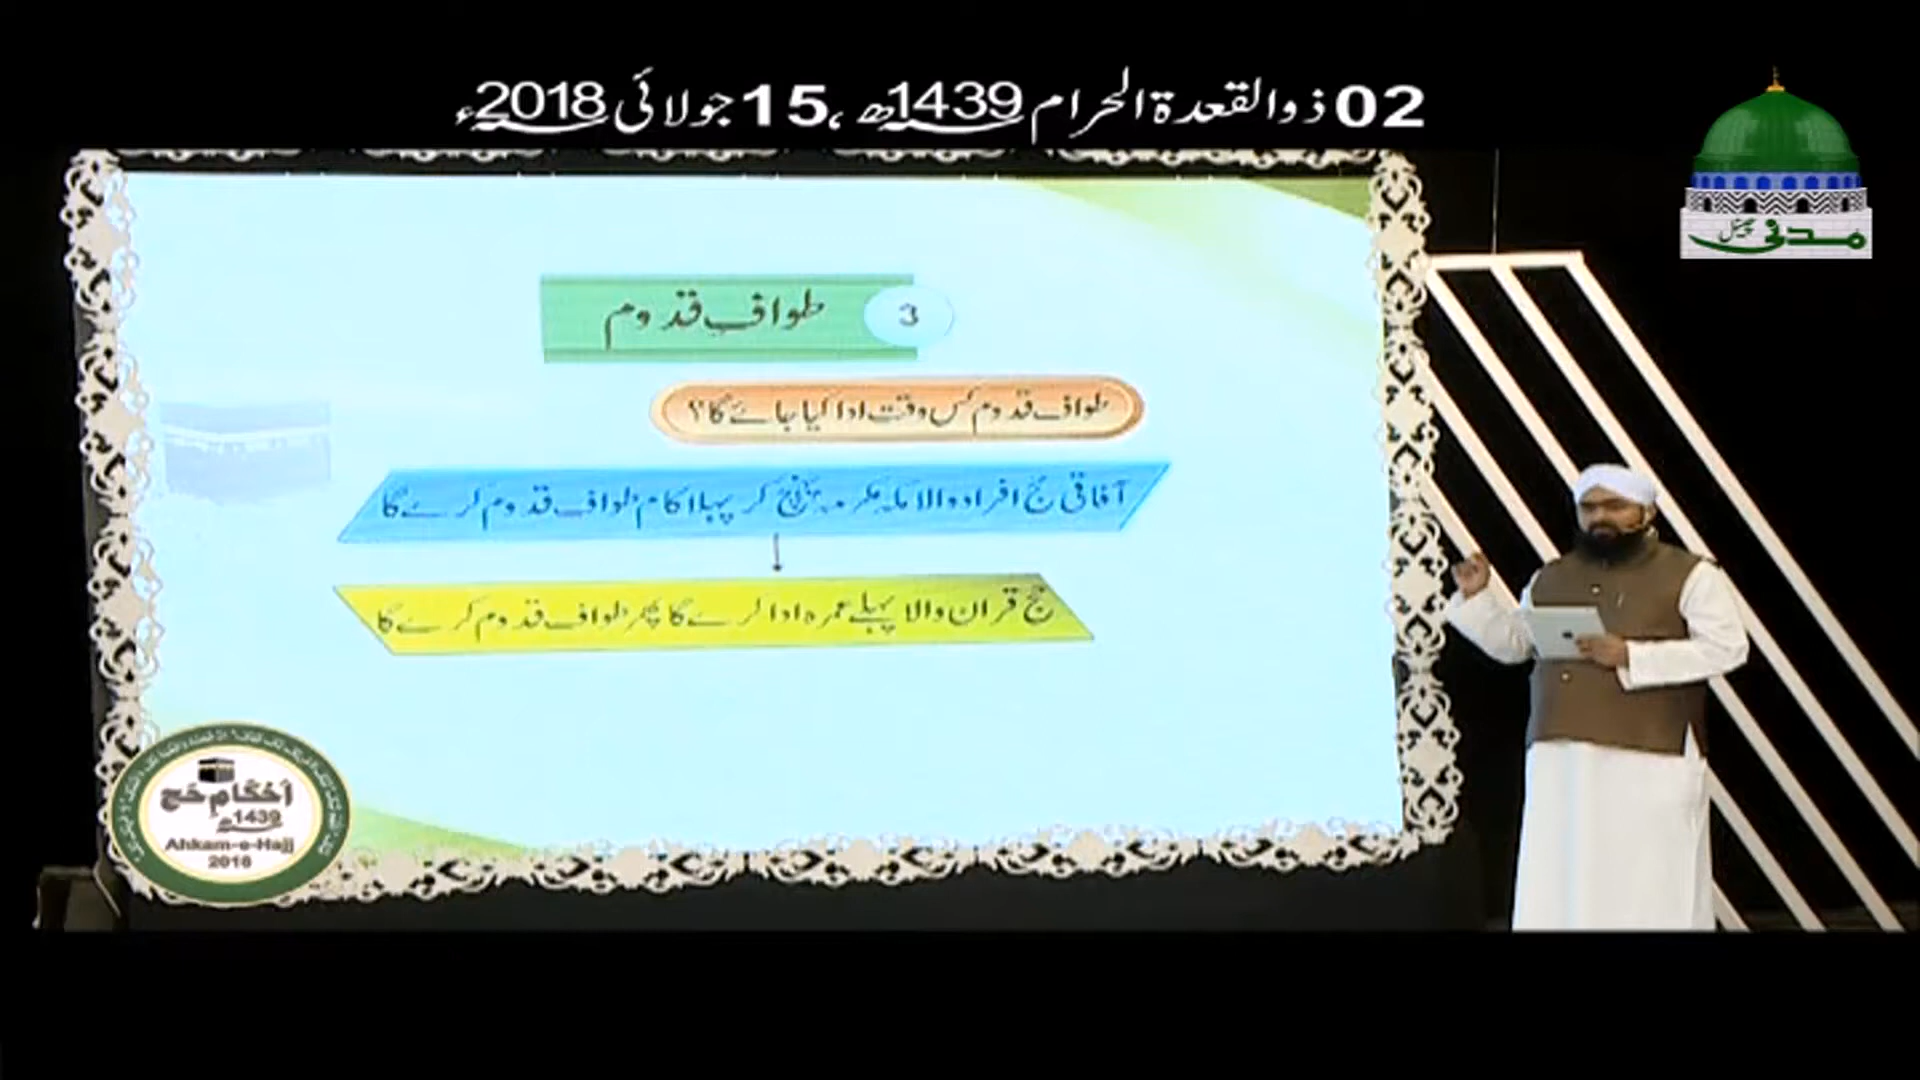 02 ذوالقعدۃ الحرام 1439ھ، 15 جولائی 2018ء
مدنی چینل
3 طوافِ قدوم
طوافِ قدوم کس وقت ادا کیا جائے گا؟
آفاقی حج افراد والا مکہ مکرمہ پہنچ کر پہلا کام طوافِ قدوم کرے گا
حج قران والا پہلے عمرہ ادا کرے گا پھر طوافِ قدوم کرے گا
اَحْکَامِ حَج
1439ھ
Ahkam-e-Hajj
2018